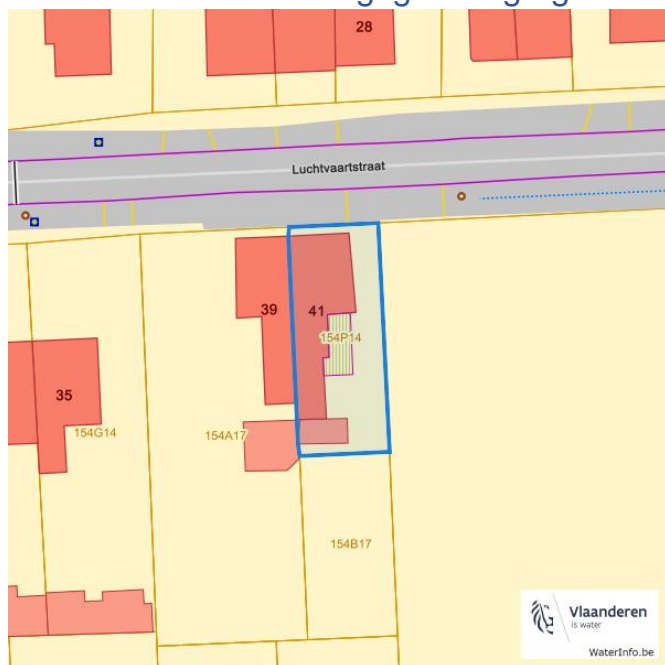 28
Luchtvaartstraat
39
41
154P14
35
154G14
154A17
154B17
Vlaanderen
is water
WaterInfo.be